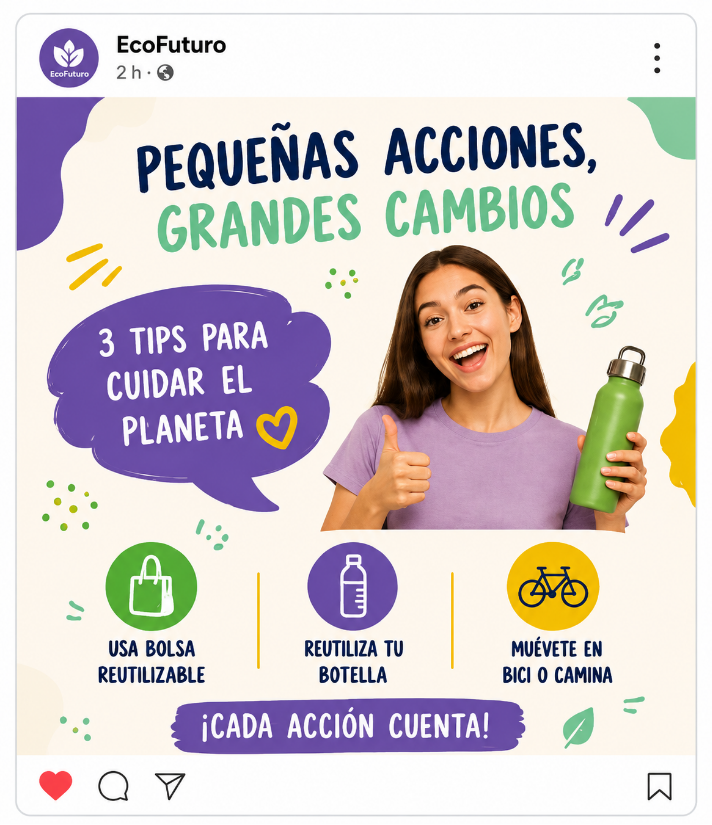 EcoFuturo
EcoFuturo
2 h ·
PEQUEÑAS ACCIONES,
GRANDES CAMBIOS
3 TIPS PARA
CUIDAR EL
PLANETA
USA BOLSA
REUTILIZABLE
REUTILIZA TU
BOTELLA
MUÉVETE EN
BICI O CAMINA
¡CADA ACCIÓN CUENTA!